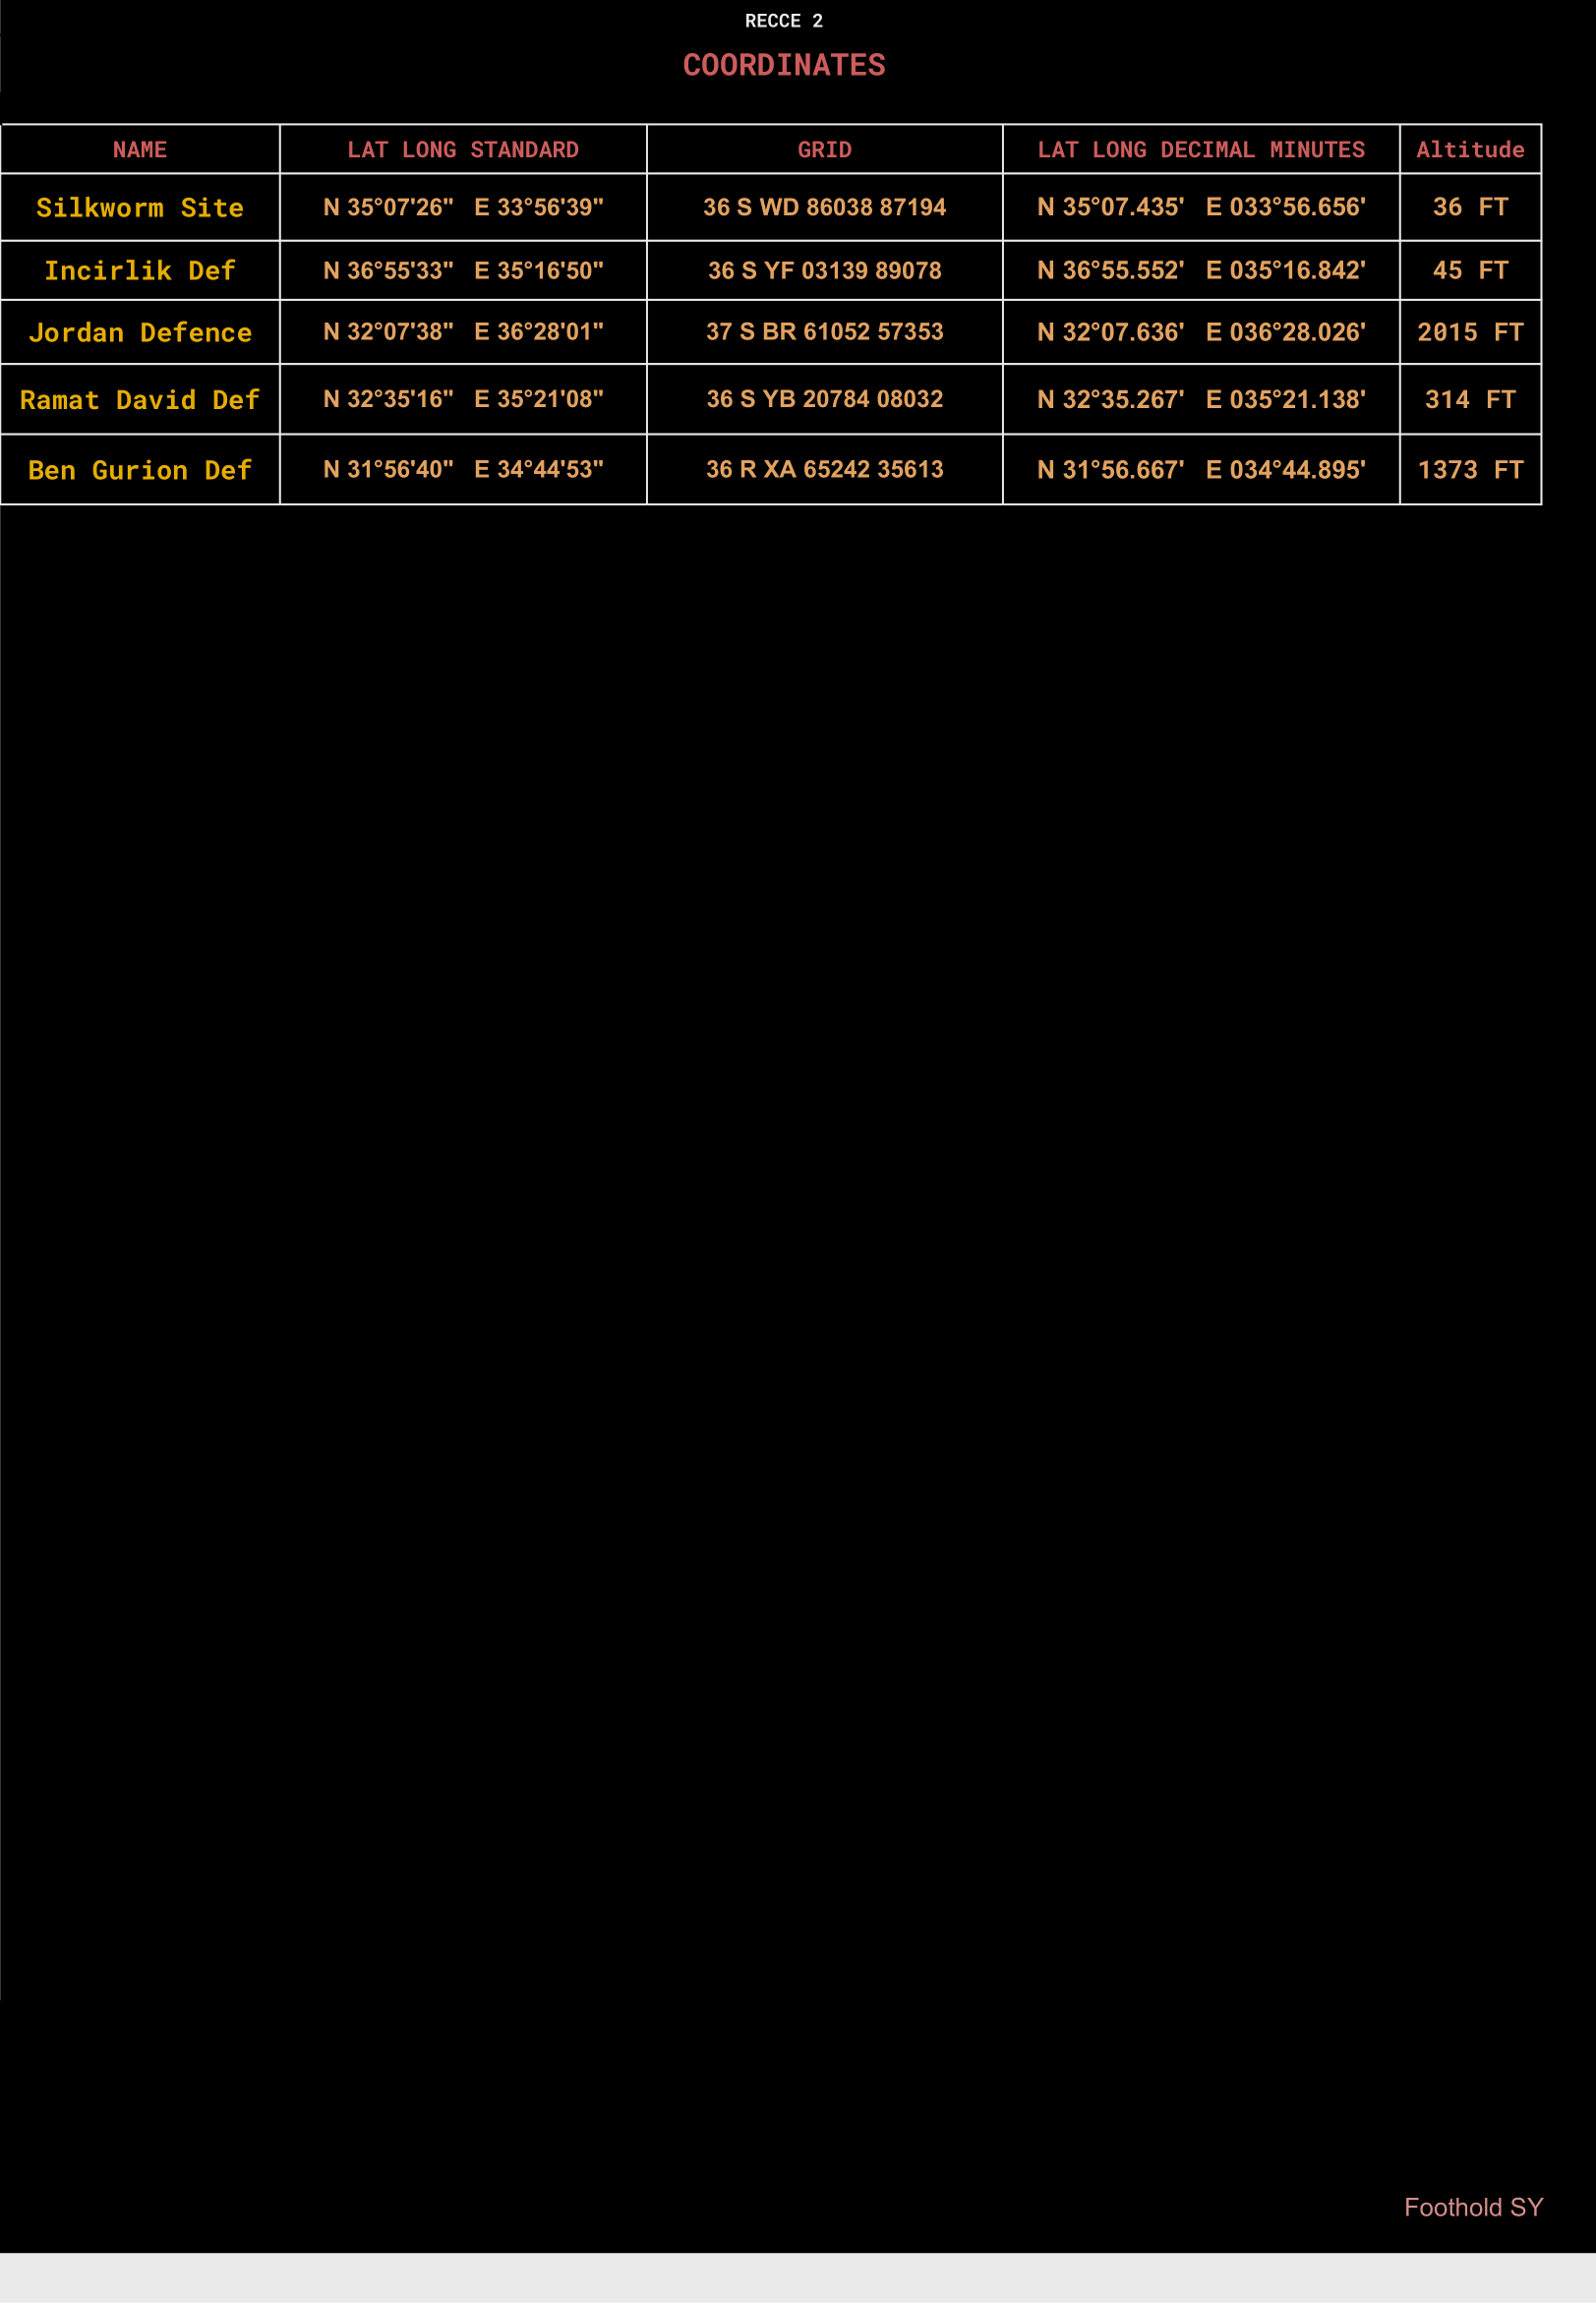 RECCE 2
COORDINATES
NAME LAT LONG STANDARD GRID LAT LONG DECIMAL MINUTES Altitude
Silkworm Site N 35°07'26" E 33°56'39" 36 S WD 86038 87194 N 35°07.435' E 033°56.656' 36 FT
Incirlik Def N 36°55'33" E 35°16'50" 36 S YF 03139 89078 N 36°55.552' E 035°16.842' 45 FT
Jordan Defence N 32°07'38" E 36°28'01" 37 S BR 61052 57353 N 32°07.636' E 036°28.026' 2015 FT
Ramat David Def N 32°35'16" E 35°21'08" 36 S YB 20784 08032 N 32°35.267' E 035°21.138' 314 FT
Ben Gurion Def N 31°56'40" E 34°44'53" 36 R XA 65242 35613 N 31°56.667' E 034°44.895' 1373 FT
Foothold SY